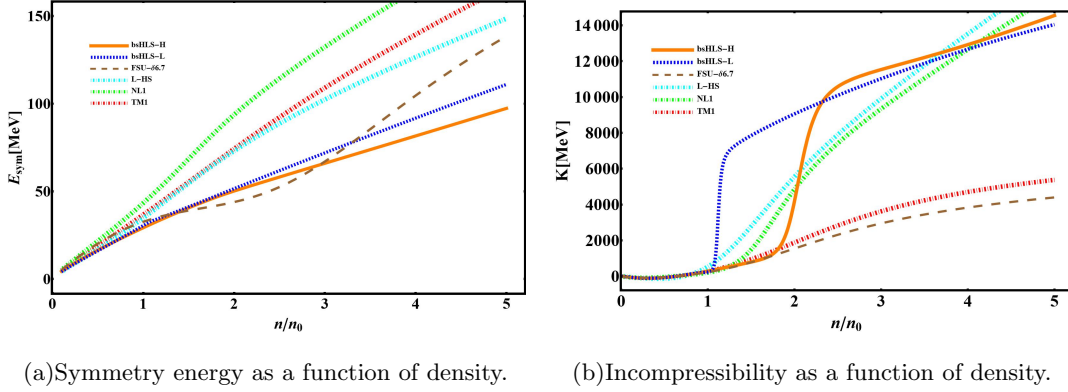 150
100
50
0
E_sym[MeV]
bsHLS-H
bsHLS-L
FSU-δ6.7
L-HS
NL1
TM1
0 1 2 3 4 5
n/n_0
(a)Symmetry energy as a function of density.
14 000
12 000
10 000
8000
6000
4000
2000
0
K[MeV]
bsHLS-H
bsHLS-L
FSU-δ6.7
L-HS
NL1
TM1
0 1 2 3 4 5
n/n_0
(b)Incompressibility as a function of density.